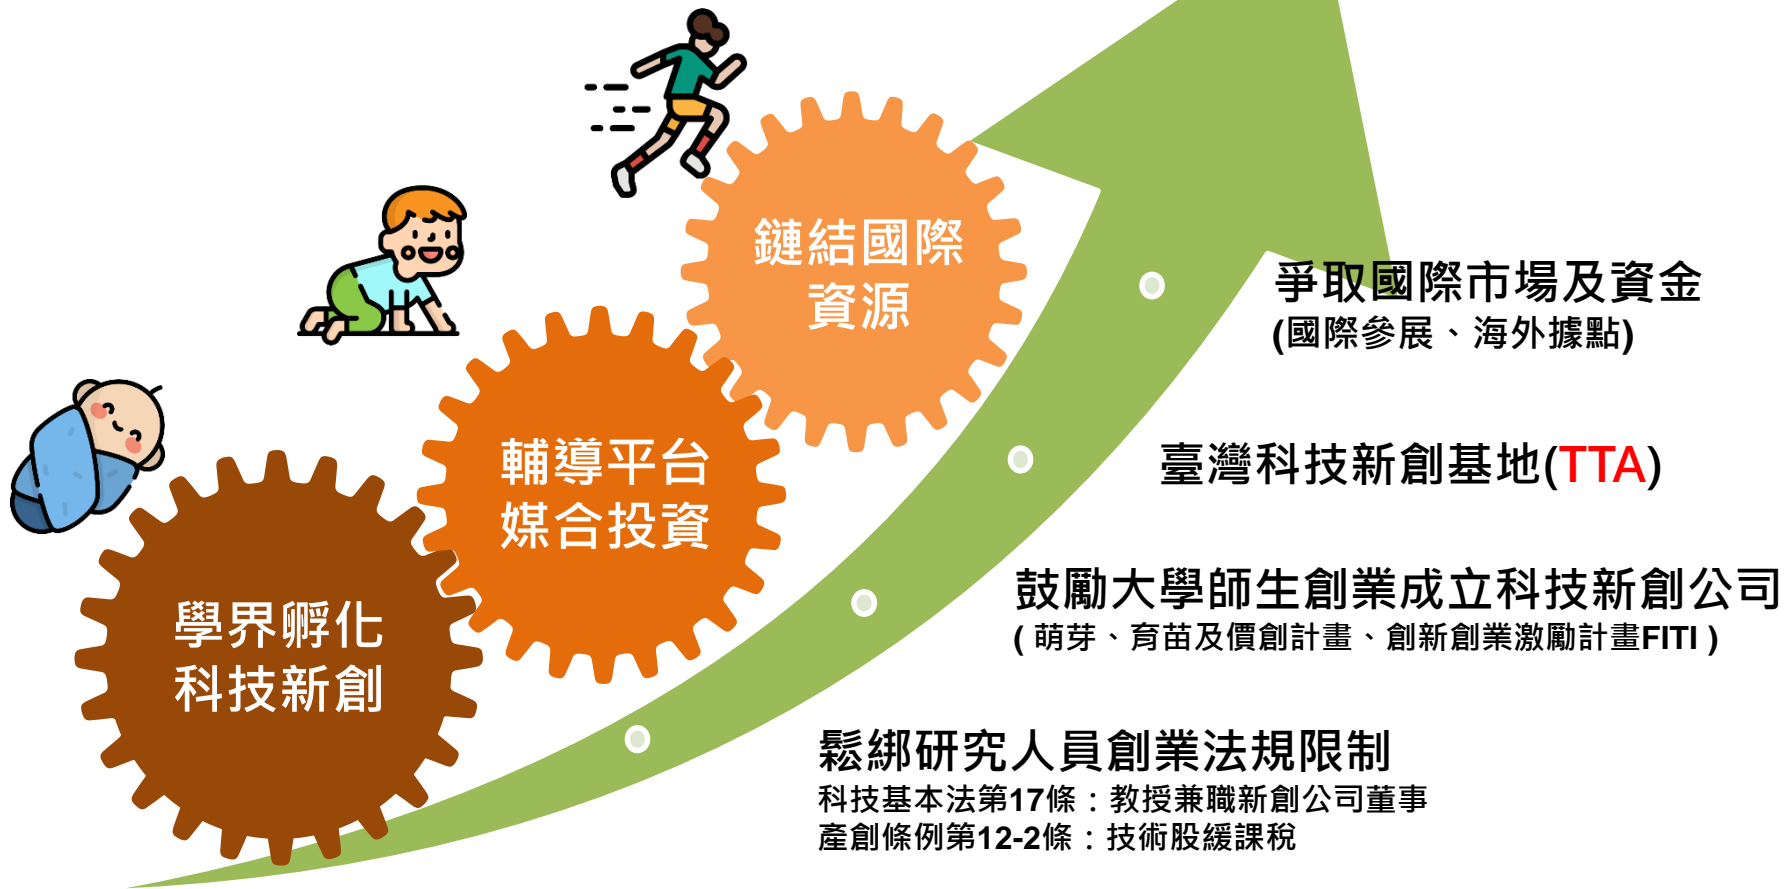 鏈結國際
資源
輔導平台
媒合投資
學界孵化
科技新創
爭取國際市場及資金
(國際參展、海外據點)
臺灣科技新創基地(TTA)
鼓勵大學師生創業成立科技新創公司
( 萌芽、育苗及價創計畫、創新創業激勵計畫FITI )
鬆綁研究人員創業法規限制
科技基本法第17條：教授兼職新創公司董事
產創條例第12-2條：技術股緩課稅